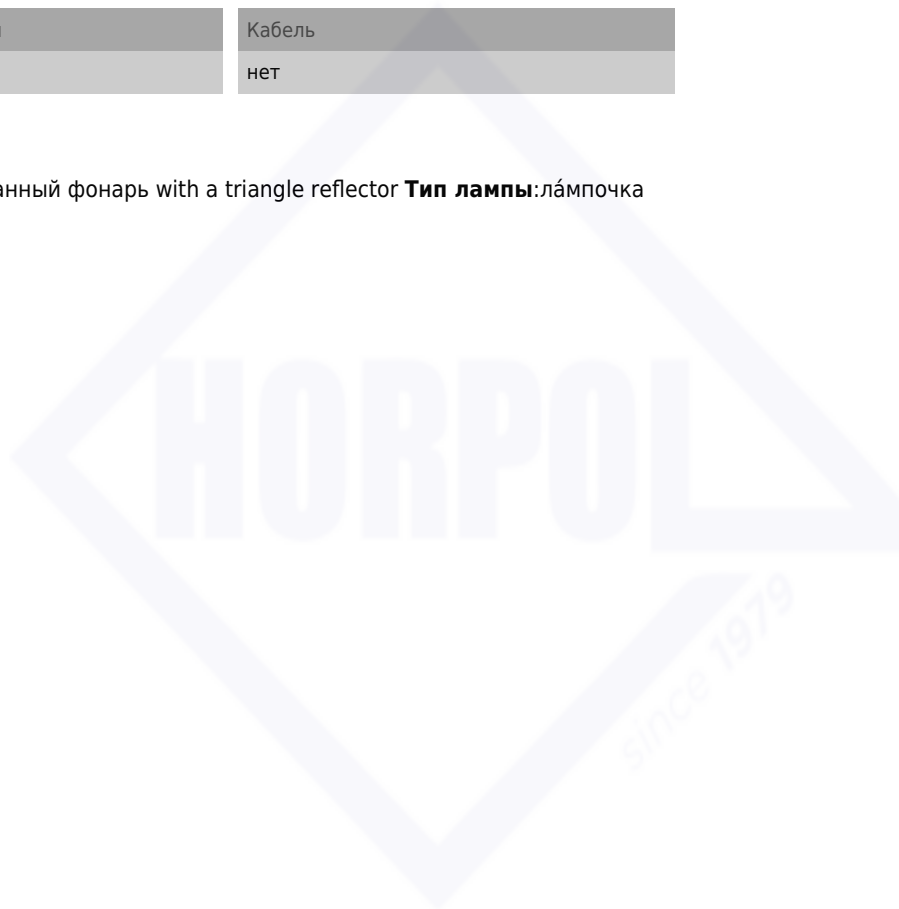 Кабель
нет
анный фонарь with a triangle reflector Тип лампы:ла́мпочка
HORPOL
since 1979